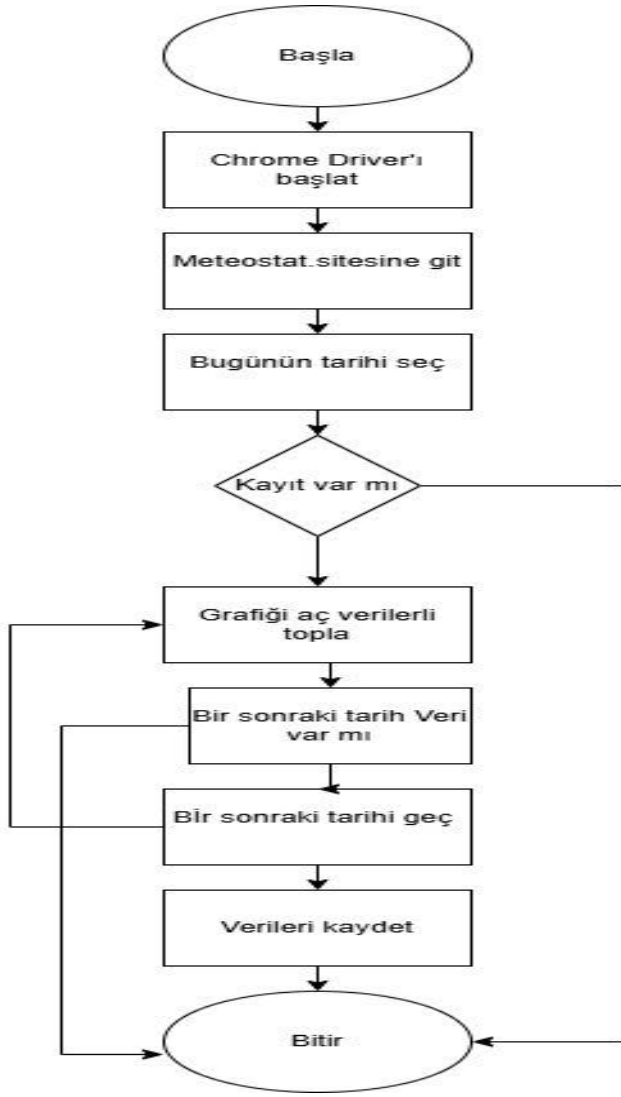 Başla
Chrome Driver'ı
başlat
Meteostat.sitesine git
Bugünün tarihi seç
Kayıt var mı
Grafiği aç verilerli
topla
Bir sonraki tarih Veri
var mı
Bİr sonraki tarihi geç
Verileri kaydet
Bitir